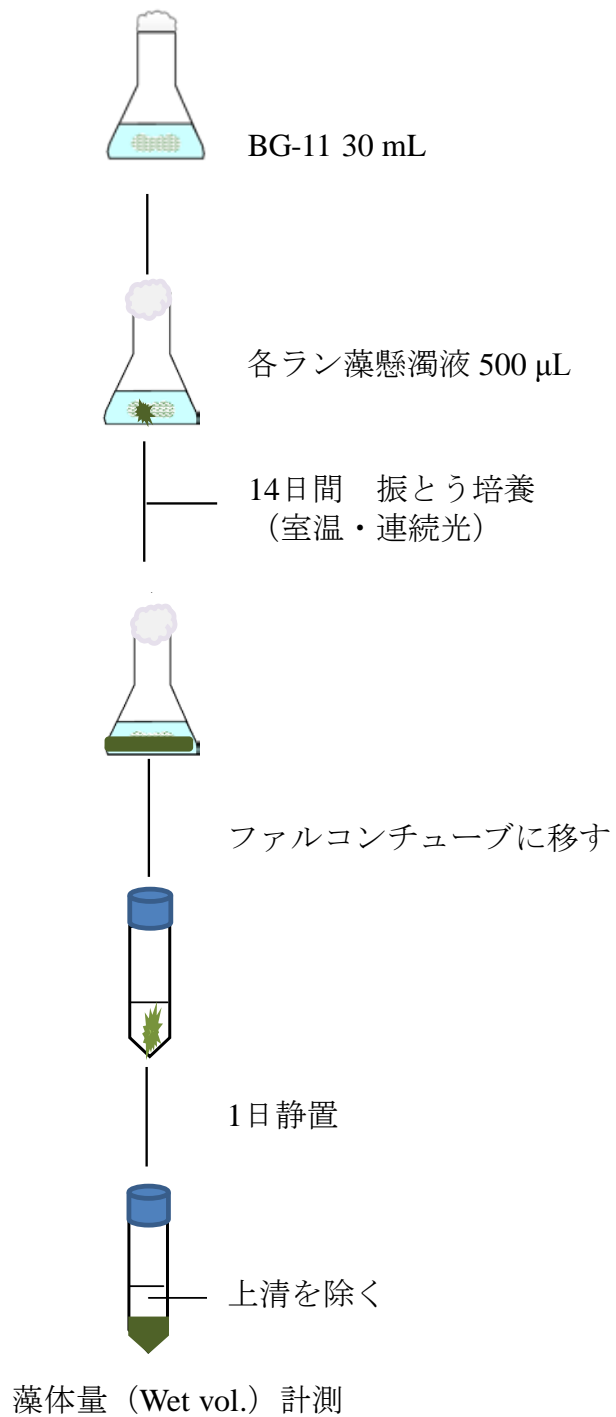 BG-11 30 mL
各ラン藻懸濁液 500 μL
14日間　振とう培養
（室温・連続光）
ファルコンチューブに移す
1日静置
上清を除く
藻体量（Wet vol.）計測